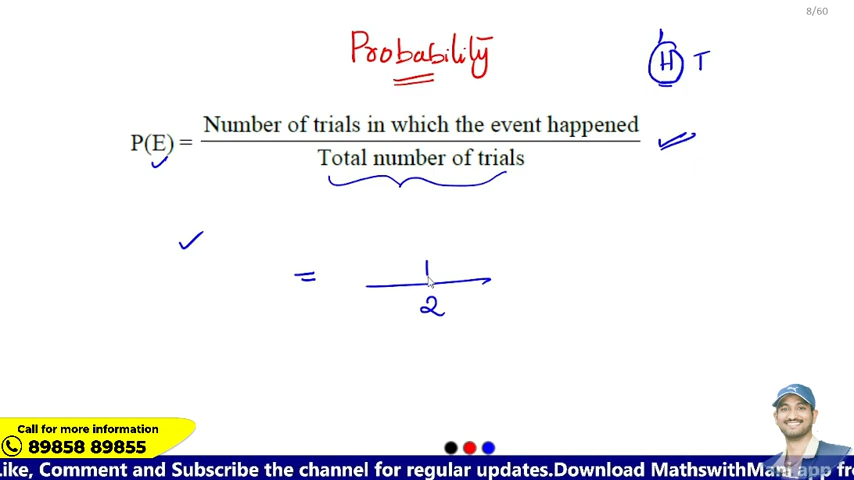 8/60
Probability
H T
P(E) = Number of trials in which the event happened
Total number of trials
= 1
2
Call for more information
89858 89855
Like, Comment and Subscribe the channel for regular updates.Download MathswithMani app fr